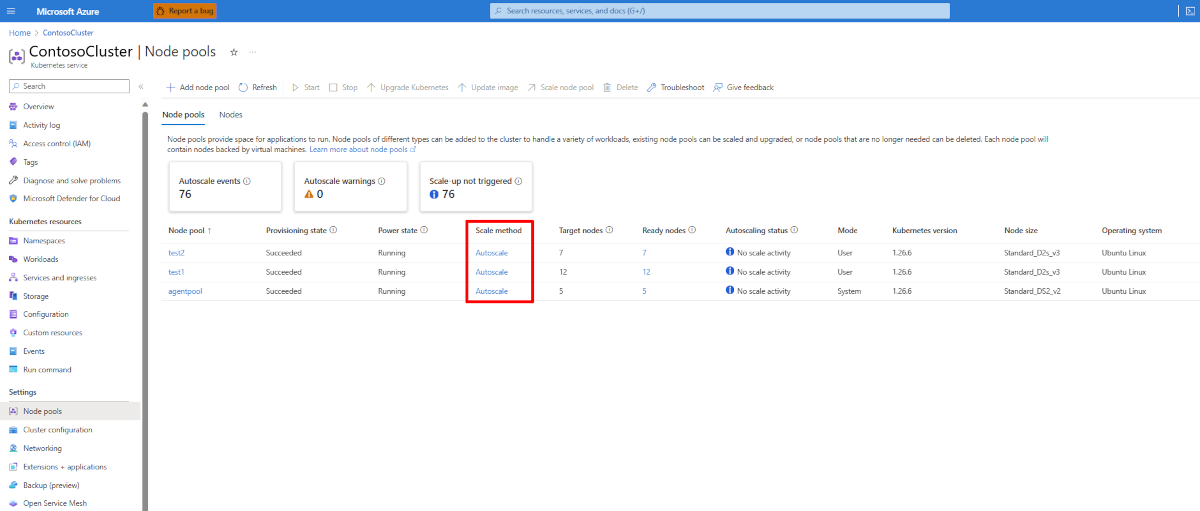 Microsoft Azure
Report a bug
Search resources, services, and docs (G+/)
Home > ContosoCluster
ContosoCluster | Node pools
Kubernetes service
Search
Overview
Activity log
Access control (IAM)
Tags
Diagnose and solve problems
Microsoft Defender for Cloud
Kubernetes resources
Namespaces
Workloads
Services and ingresses
Storage
Configuration
Custom resources
Events
Run command
Settings
Node pools
Cluster configuration
Networking
Extensions + applications
Backup (preview)
Open Service Mesh
Add node pool Refresh Start Stop Upgrade Kubernetes Update image Scale node pool Delete Troubleshoot Give feedback
Node pools Nodes
Node pools provide space for applications to run. Node pools of different types can be added to the cluster to handle a variety of workloads, existing node pools can be scaled and upgraded, or node pools that are no longer needed can be deleted. Each node pool will
contain nodes backed by virtual machines. Learn more about node pools
Autoscale events
76
Autoscale warnings
0
Scale-up not triggered
76
Node pool ↑ Provisioning state Power state Scale method Target nodes Ready nodes Autoscaling status Mode Kubernetes version Node size Operating system
test2 Succeeded Running Autoscale 7 7 No scale activity User 1.26.6 Standard_D2s_v3 Ubuntu Linux
test1 Succeeded Running Autoscale 12 12 No scale activity User 1.26.6 Standard_D2s_v3 Ubuntu Linux
agentpool Succeeded Running Autoscale 5 5 No scale activity System 1.26.6 Standard_DS2_v2 Ubuntu Linux